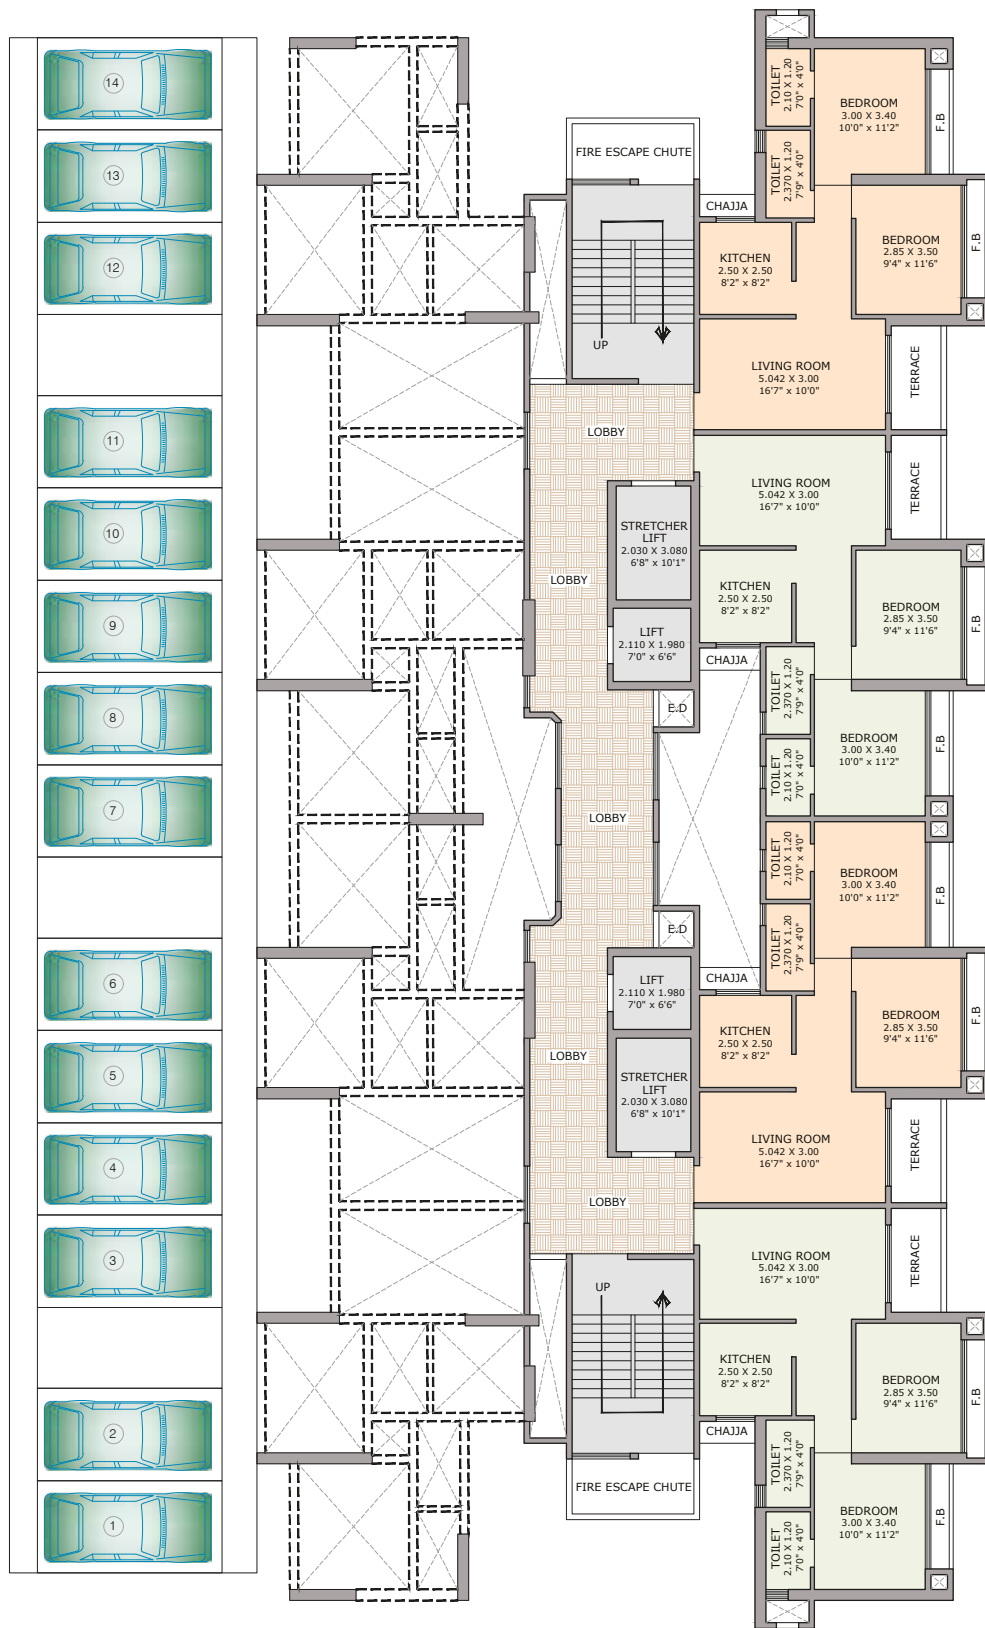 14
13
12
11
10
9
8
7
6
5
4
3
2
1
FIRE ESCAPE CHUTE
UP
LOBBY
STRETCHER
LIFT
2.030 X 3.080
6'8" x 10'1"
LOBBY
LIFT
2.110 X 1.980
7'0" x 6'6"
E.D
LOBBY
E.D
LIFT
2.110 X 1.980
7'0" x 6'6"
LOBBY
STRETCHER
LIFT
2.030 X 3.080
6'8" x 10'1"
LOBBY
UP
FIRE ESCAPE CHUTE
TOILET
2.10 X 1.20
7'0" x 4'0"
BEDROOM
3.00 X 3.40
10'0" x 11'2"
F.B
TOILET
2.370 X 1.20
7'9" x 4'0"
CHAJJA
KITCHEN
2.50 X 2.50
8'2" x 8'2"
BEDROOM
2.85 X 3.50
9'4" x 11'6"
F.B
LIVING ROOM
5.042 X 3.00
16'7" x 10'0"
TERRACE
LIVING ROOM
5.042 X 3.00
16'7" x 10'0"
TERRACE
KITCHEN
2.50 X 2.50
8'2" x 8'2"
BEDROOM
2.85 X 3.50
9'4" x 11'6"
F.B
CHAJJA
TOILET
2.370 X 1.20
7'9" x 4'0"
BEDROOM
3.00 X 3.40
10'0" x 11'2"
F.B
TOILET
2.10 X 1.20
7'0" x 4'0"
TOILET
2.10 X 1.20
7'0" x 4'0"
BEDROOM
3.00 X 3.40
10'0" x 11'2"
F.B
TOILET
2.370 X 1.20
7'9" x 4'0"
CHAJJA
KITCHEN
2.50 X 2.50
8'2" x 8'2"
BEDROOM
2.85 X 3.50
9'4" x 11'6"
F.B
LIVING ROOM
5.042 X 3.00
16'7" x 10'0"
TERRACE
LIVING ROOM
5.042 X 3.00
16'7" x 10'0"
TERRACE
KITCHEN
2.50 X 2.50
8'2" x 8'2"
BEDROOM
2.85 X 3.50
9'4" x 11'6"
F.B
CHAJJA
TOILET
2.370 X 1.20
7'9" x 4'0"
BEDROOM
3.00 X 3.40
10'0" x 11'2"
F.B
TOILET
2.10 X 1.20
7'0" x 4'0"